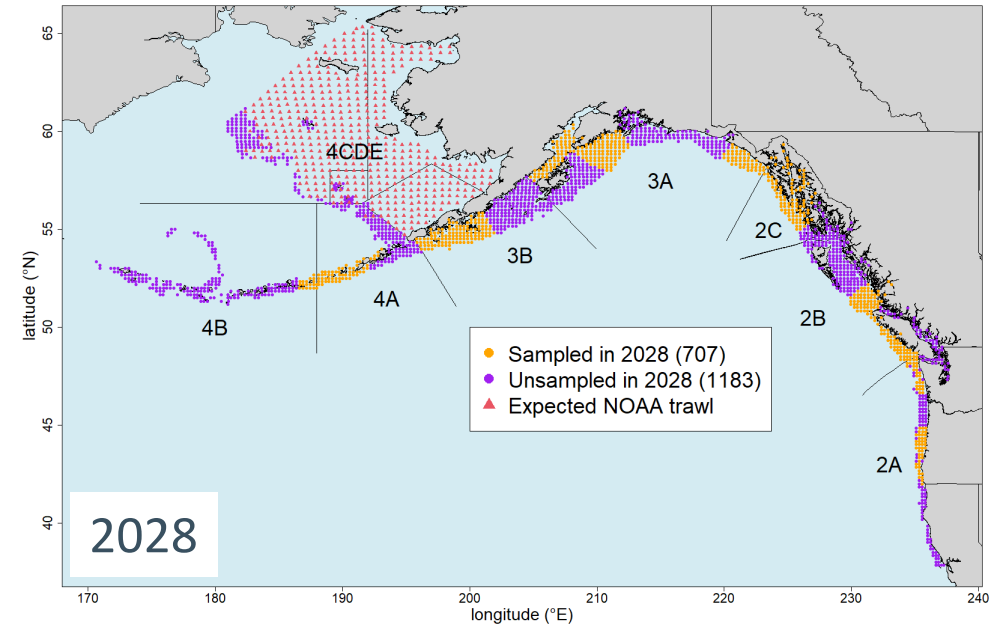 65
60
55
50
45
40
latitude (°N)
4CDE
3A
2C
3B
4A
4B
2B
2A
Sampled in 2028 (707)
Unsampled in 2028 (1183)
Expected NOAA trawl
2028
170
180
190
200
210
220
230
240
longitude (°E)